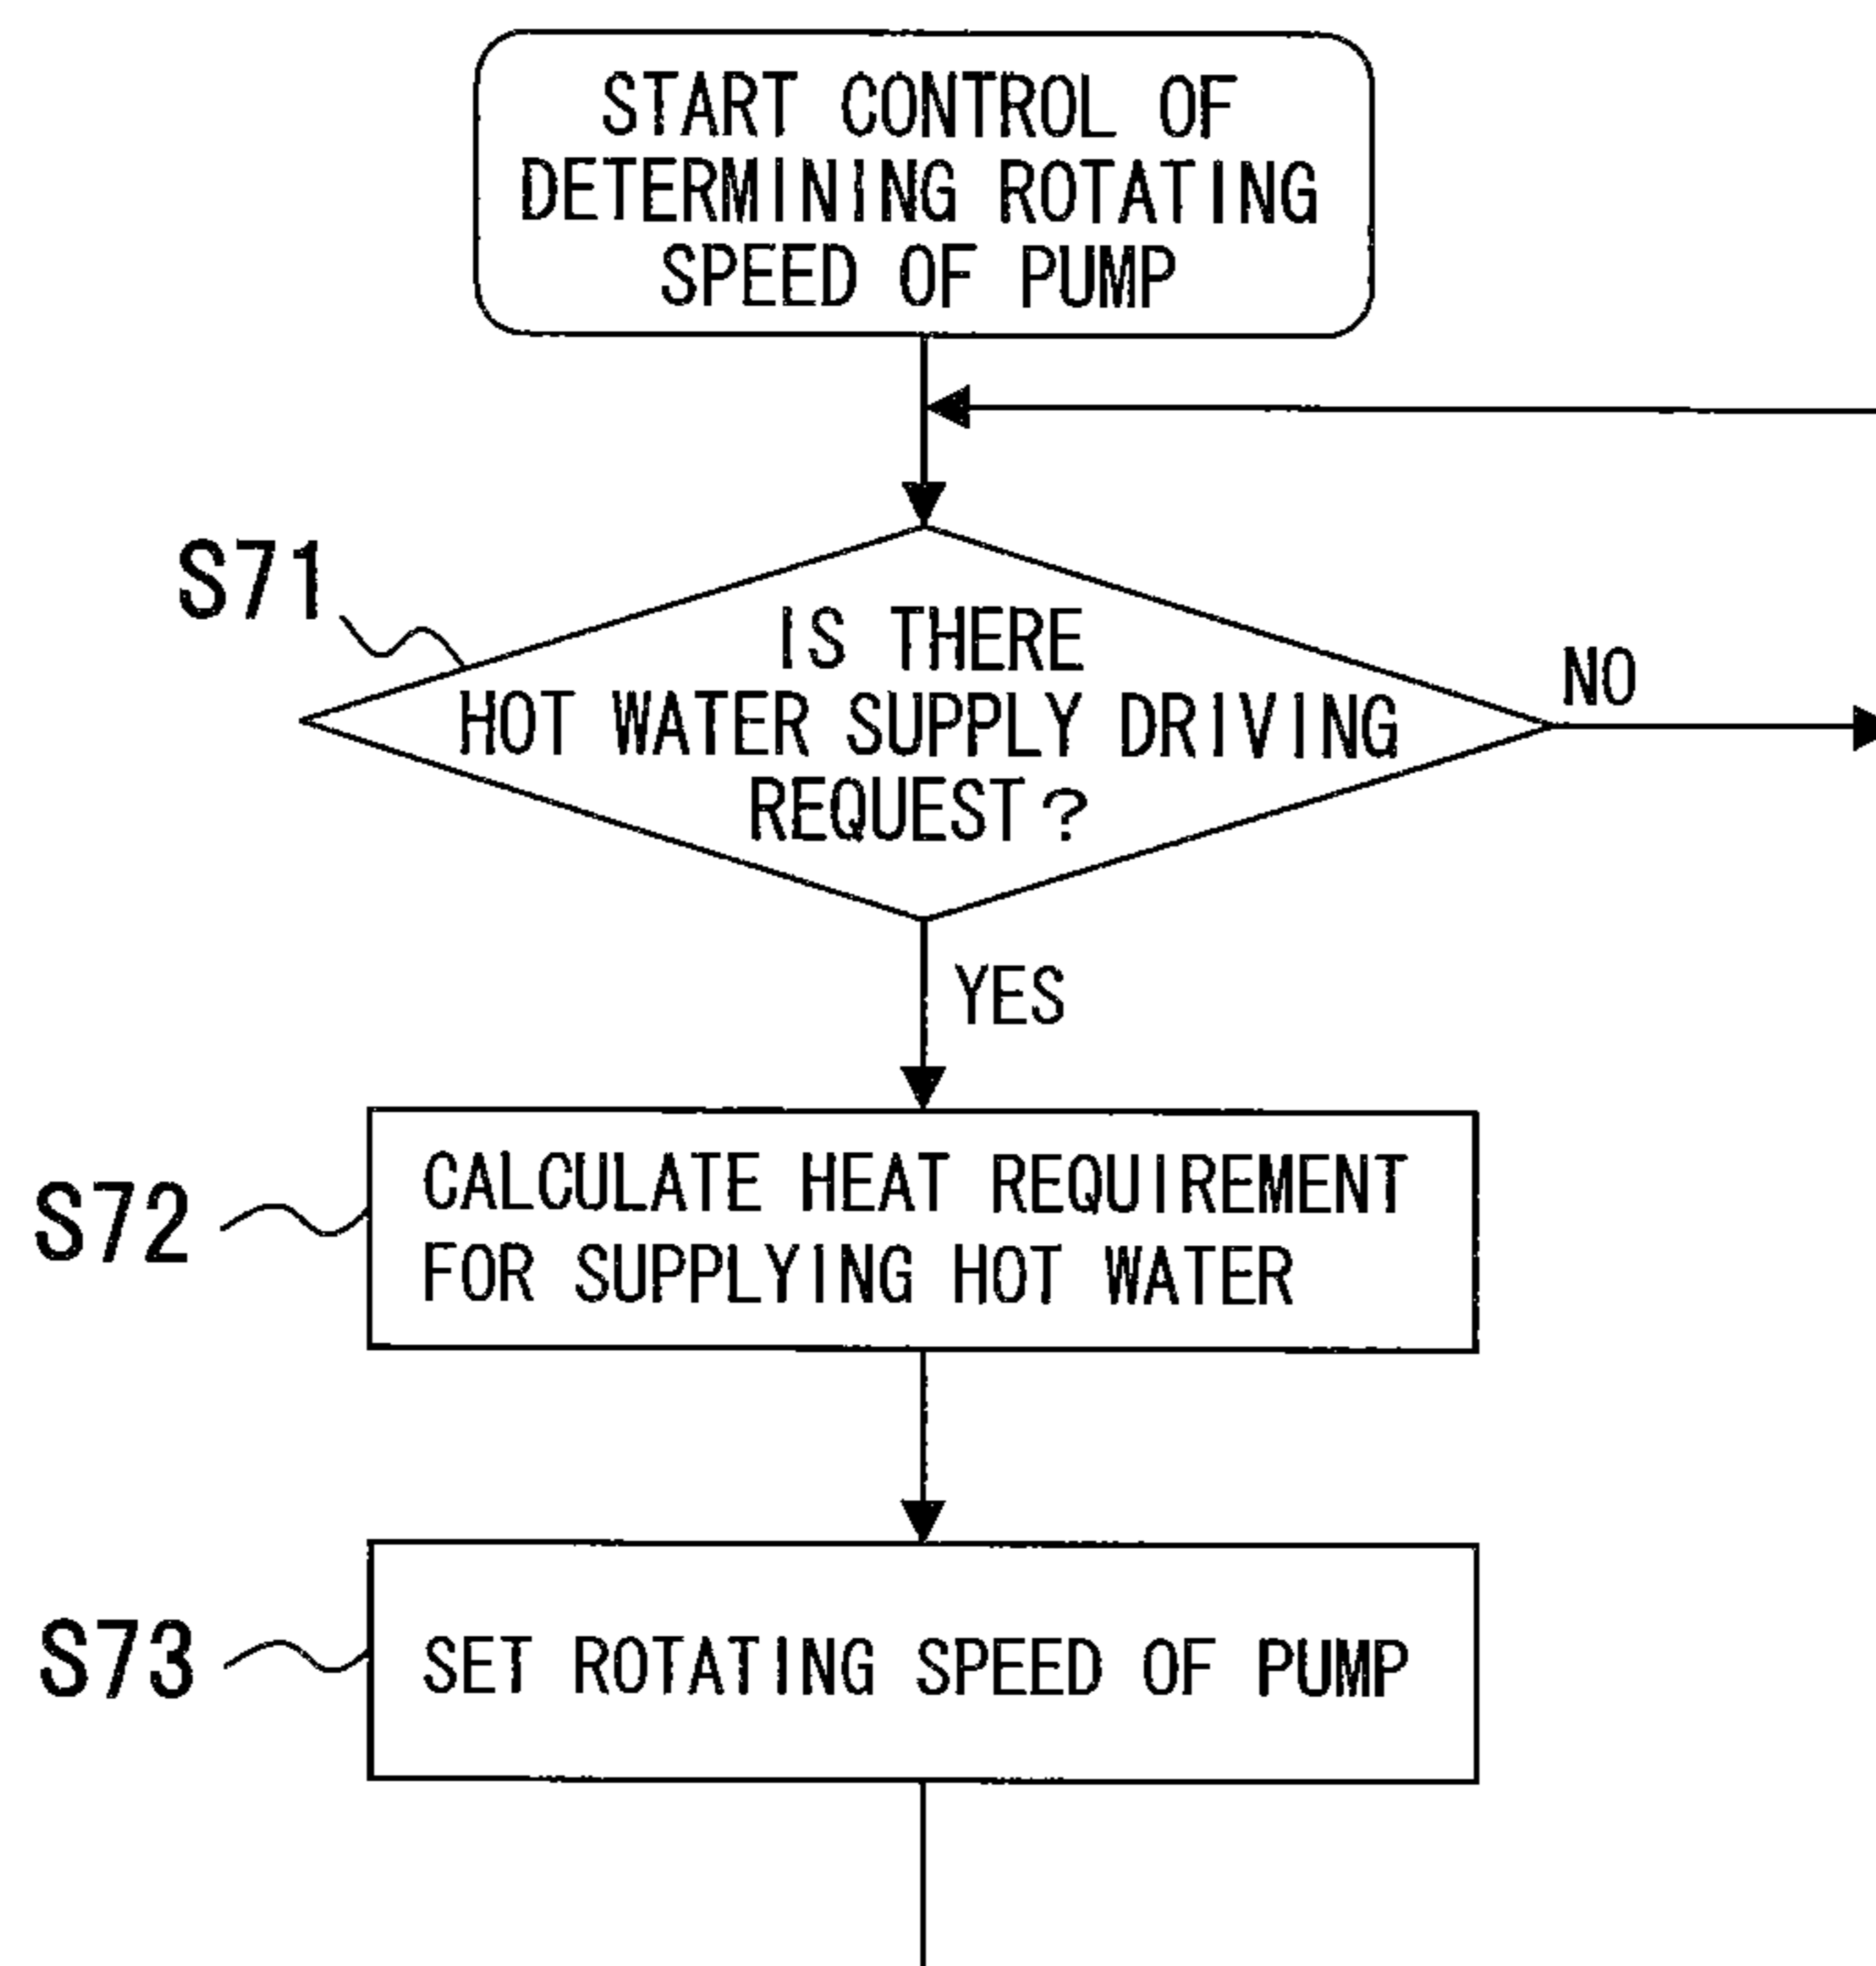 START CONTROL OF
DETERMINING ROTATING
SPEED OF PUMP
S71
IS THERE
HOT WATER SUPPLY DRIVING
REQUEST?
NO
YES
S72
CALCULATE HEAT REQUIREMENT
FOR SUPPLYING HOT WATER
S73
SET ROTATING SPEED OF PUMP